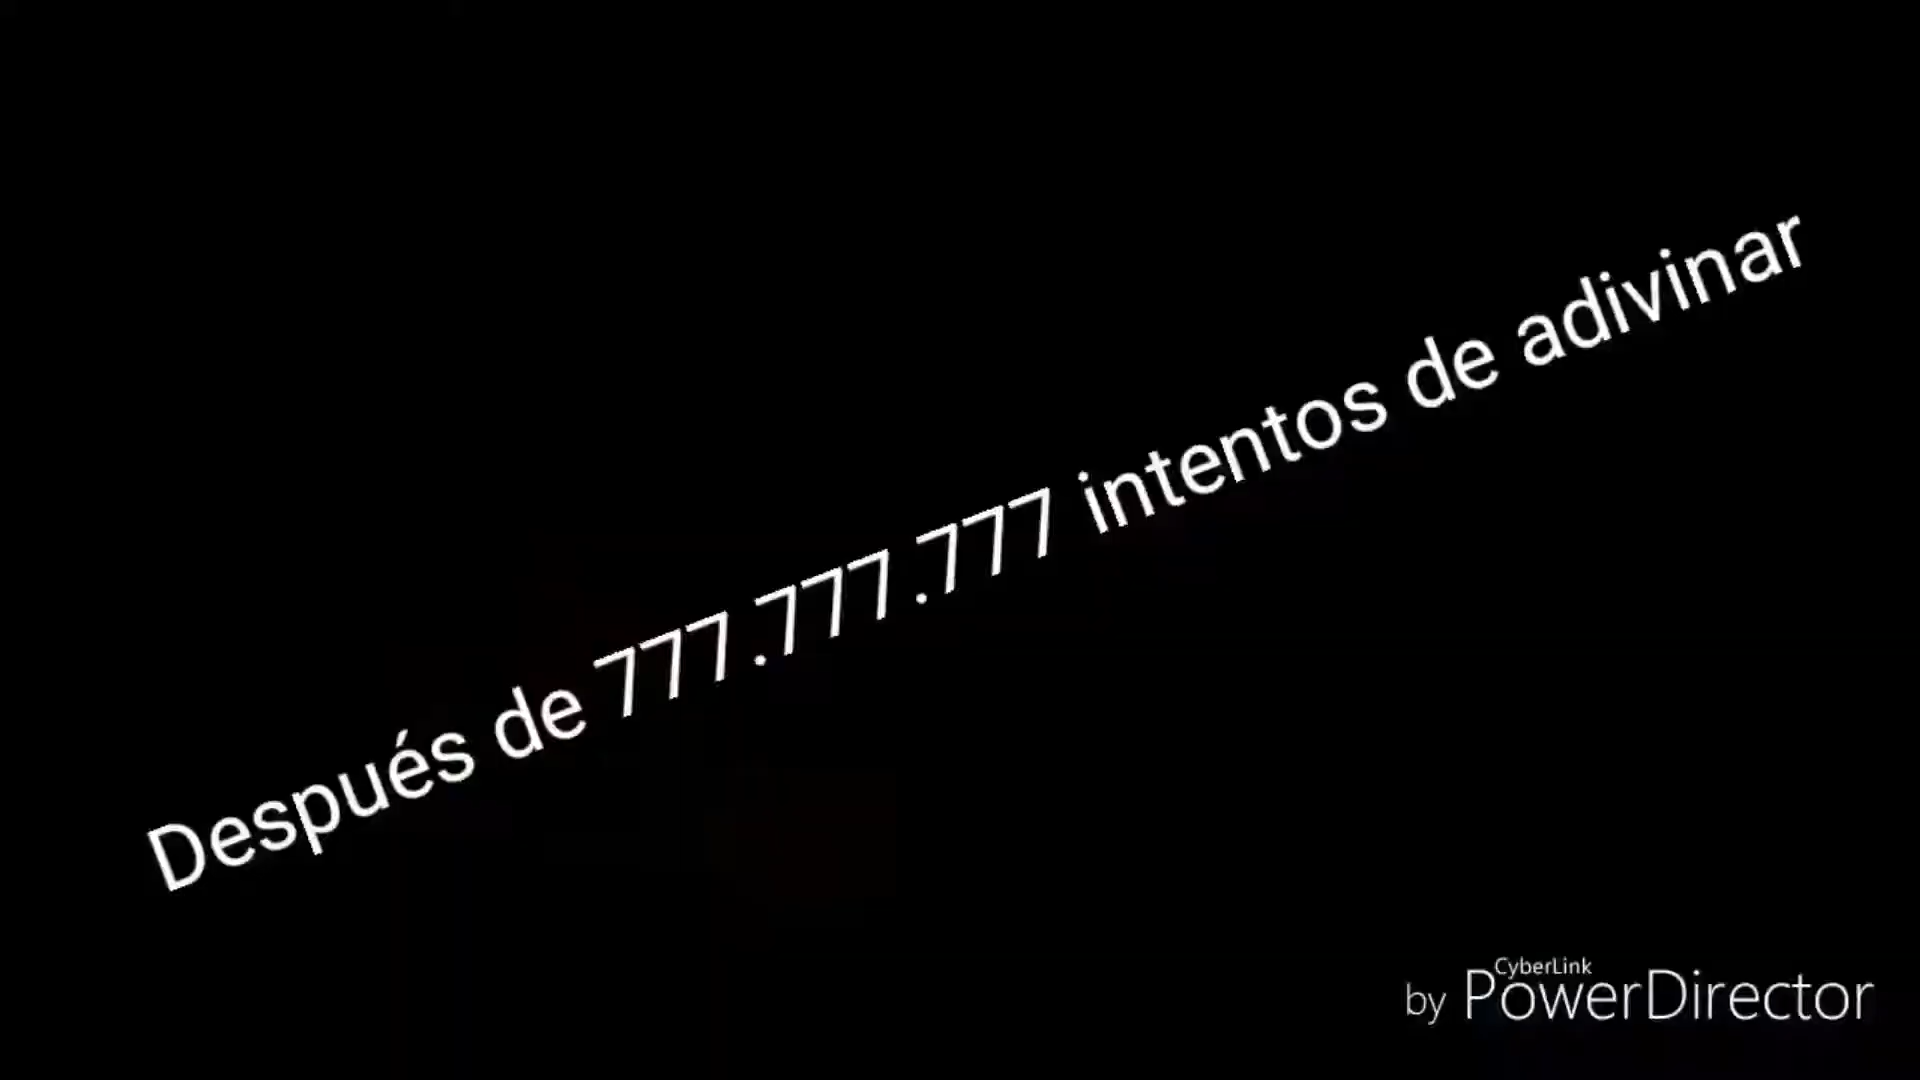 Después de 777.777.777 intentos de adivinar
by CyberLink PowerDirector